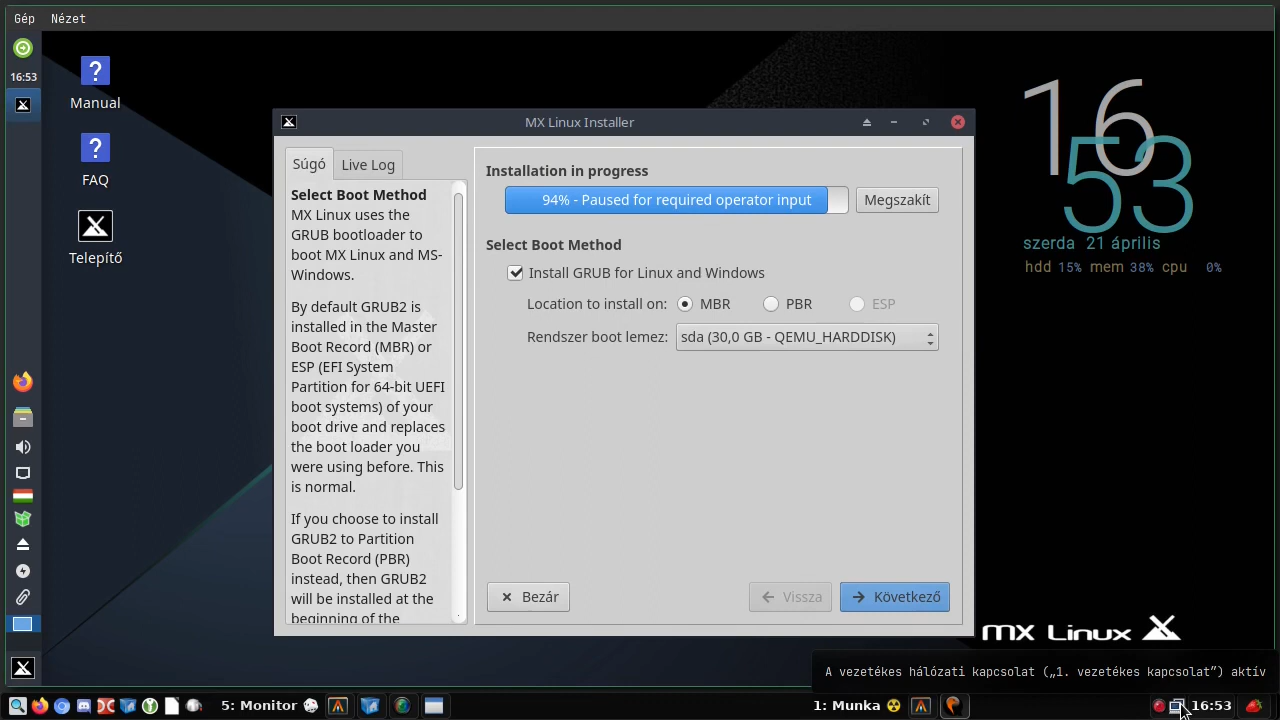 Gép Nézet
16:53
Manual
FAQ
Telepítő
MX Linux Installer
Súgó Live Log
Select Boot Method
MX Linux uses the
GRUB bootloader to
boot MX Linux and MS-
Windows.
By default GRUB2 is
installed in the Master
Boot Record (MBR) or
ESP (EFI System
Partition for 64-bit UEFI
boot systems) of your
boot drive and replaces
the boot loader you
were using before. This
is normal.
If you choose to install
GRUB2 to Partition
Boot Record (PBR)
instead, then GRUB2
will be installed at the
beginning of the
Installation in progress
94% - Paused for required operator input Megszakít
Select Boot Method
Install GRUB for Linux and Windows
Location to install on: MBR PBR ESP
Rendszer boot lemez: sda (30,0 GB - QEMU_HARDDISK)
Bezár Vissza Következő
16
53
szerda 21 április
hdd 15% mem 38% cpu 0%
MX Linux
A vezetékes hálózati kapcsolat („1. vezetékes kapcsolat”) aktív
5: Monitor 1: Munka 16:53